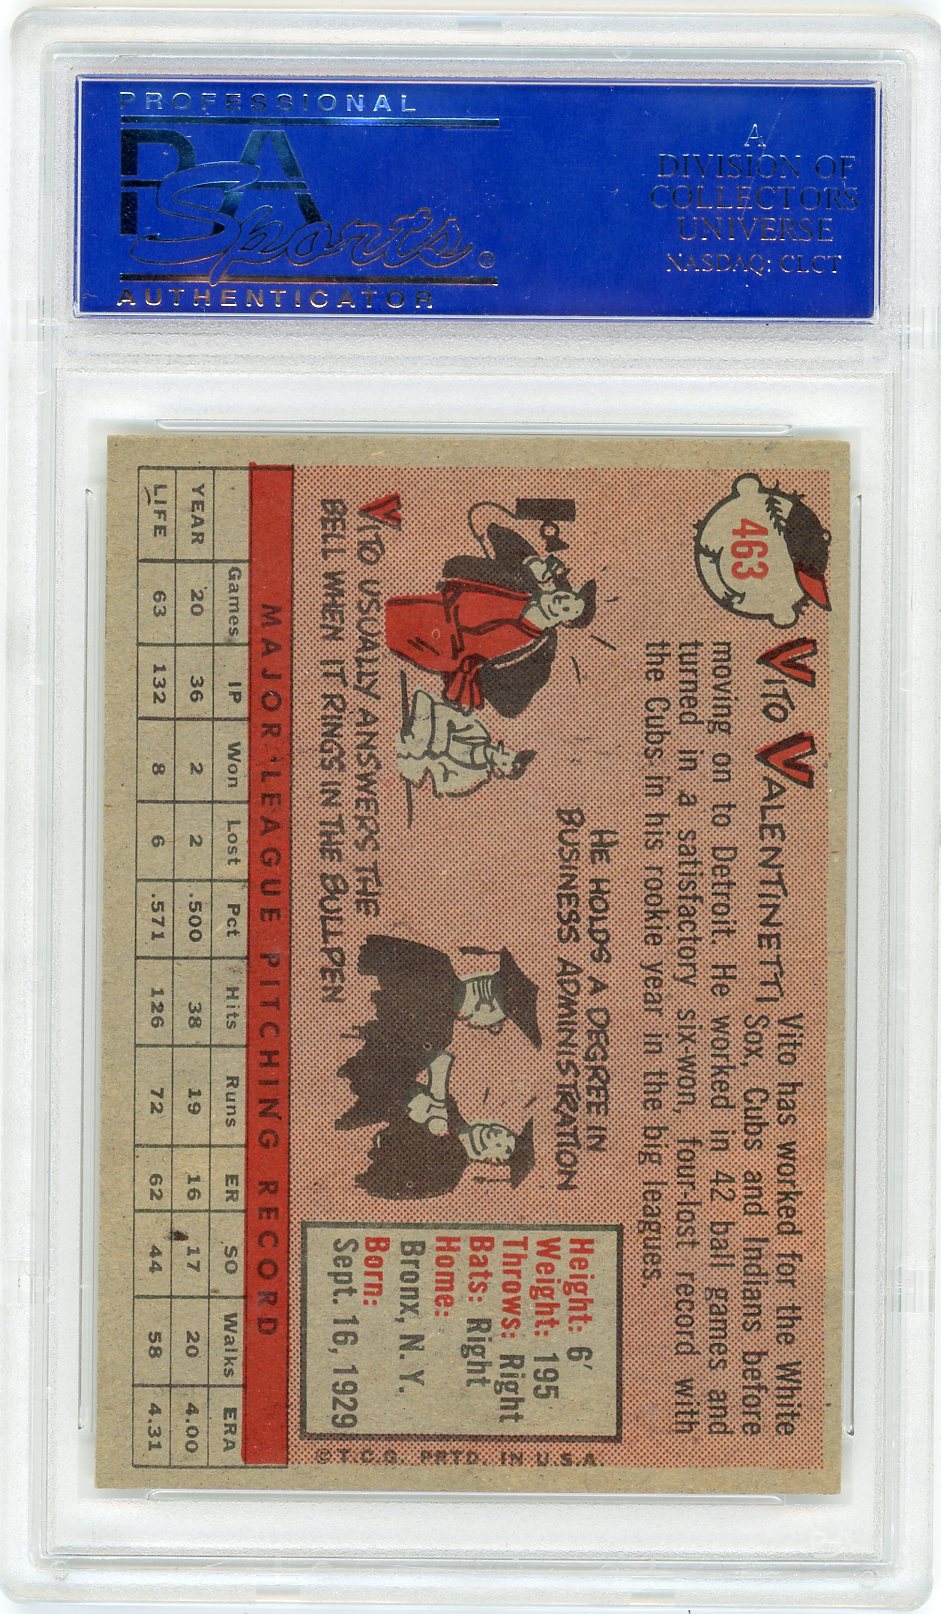 PROFESSIONAL
PSA
Sports®
AUTHENTICATOR
A
DIVISION OF
COLLECTORS
UNIVERSE
NASDAQ: CLCT
463
VITO VALENTINETTI
Vito has worked for the White
Sox, Cubs and Indians before
moving on to Detroit. He worked in 42 ball games and
turned in a satisfactory six-won, four-lost record with
the Cubs in his rookie year in the big leagues.
HE HOLDS A DEGREE IN
BUSINESS ADMINISTRATION
VITO USUALLY ANSWERS THE
BELL WHEN IT RINGS IN THE BULLPEN
Height: 6'
Weight: 195
Throws: Right
Bats: Right
Home:
Bronx, N. Y.
Born:
Sept. 16, 1929
© T.C.G. PRTD. IN U.S.A.
MAJOR LEAGUE PITCHING RECORD
Games IP Won Lost Pct Hits Runs ER SO Walks ERA
YEAR 20 36 2 2 .500 38 19 16 17 20 4.00
LIFE 63 132 8 6 .571 126 72 62 44 58 4.31